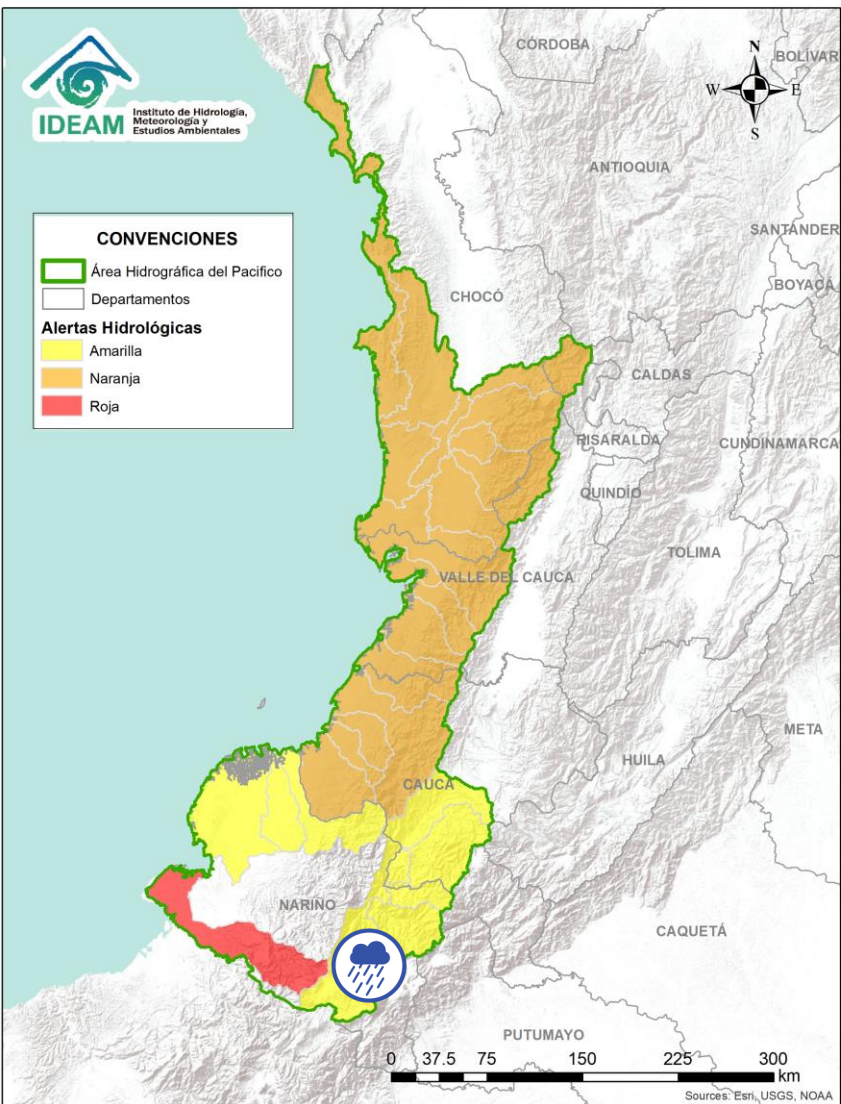 IDEAM
Instituto de Hidrología,
Meteorología y
Estudios Ambientales
CÓRDOBA
BOLÍVAR
N
W
E
S
ANTIOQUIA
SANTANDER
BOYACÁ
CONVENCIONES
Área Hidrográfica del Pacifico
Departamentos
Alertas Hidrológicas
Amarilla
Naranja
Roja
CHOCÓ
CALDAS
RISARALDA
CUNDINAMARCA
QUINDÍO
TOLIMA
VALLE DEL CAUCA
META
HUILA
CAUCA
NARIÑO
CAQUETÁ
PUTUMAYO
0 37.5 75 150 225 300
km
Sources: Esri, USGS, NOAA